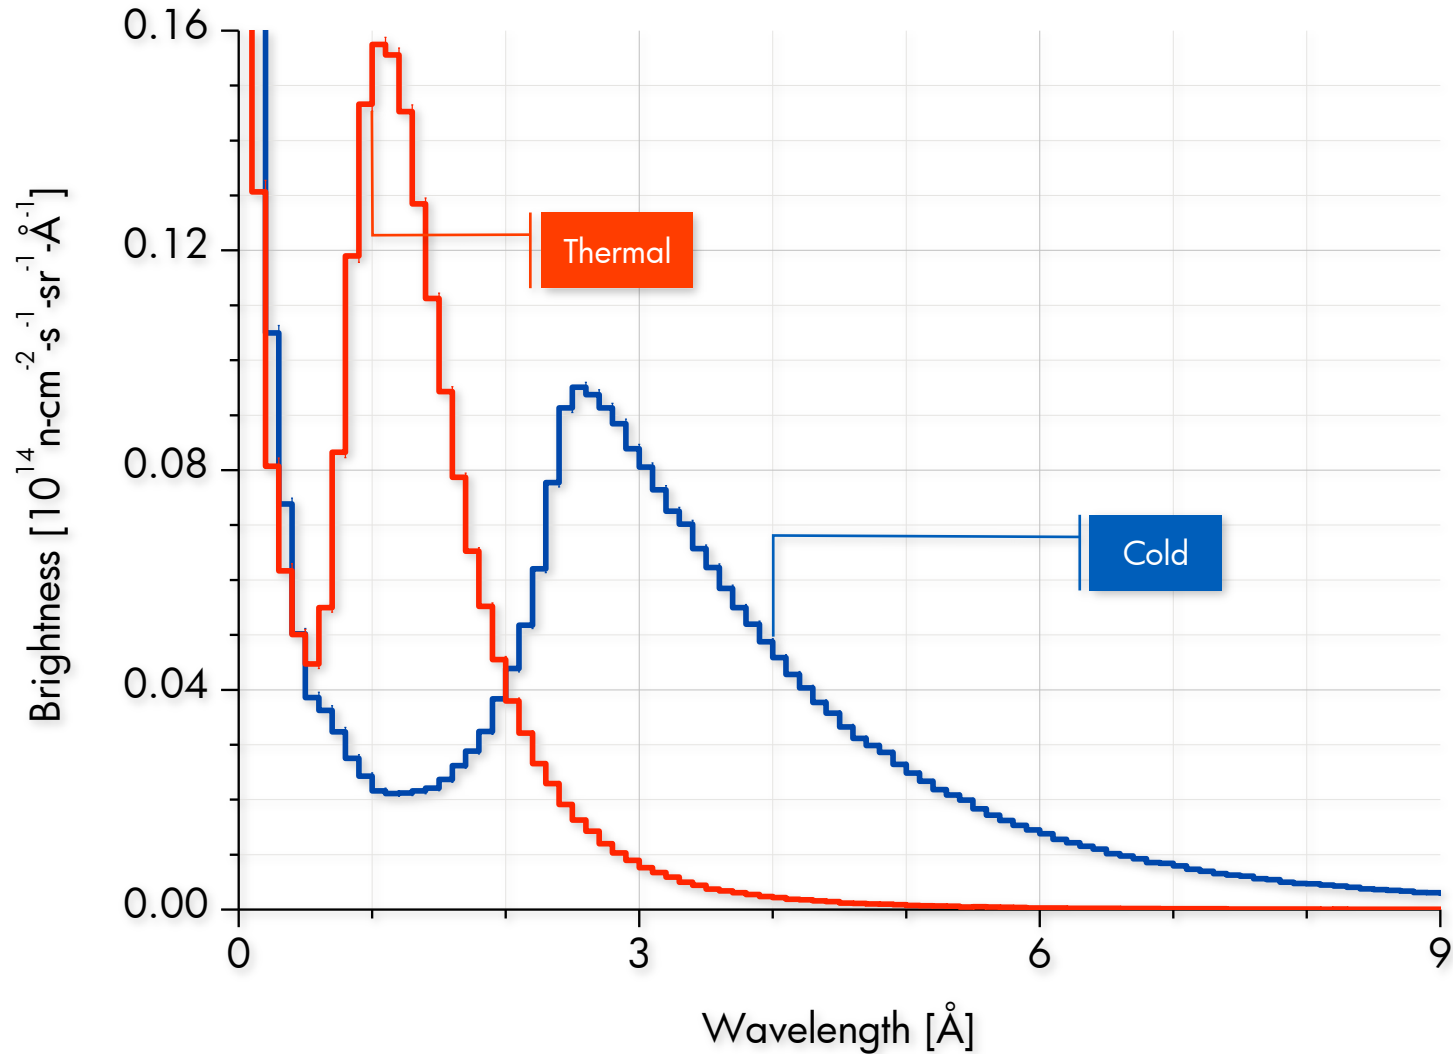 Brightness [10¹⁴ n-cm⁻²-s⁻¹-sr⁻¹-Å⁻¹]
0.16
0.12
0.08
0.04
0.00
Thermal
Cold
0 3 6 9
Wavelength [Å]